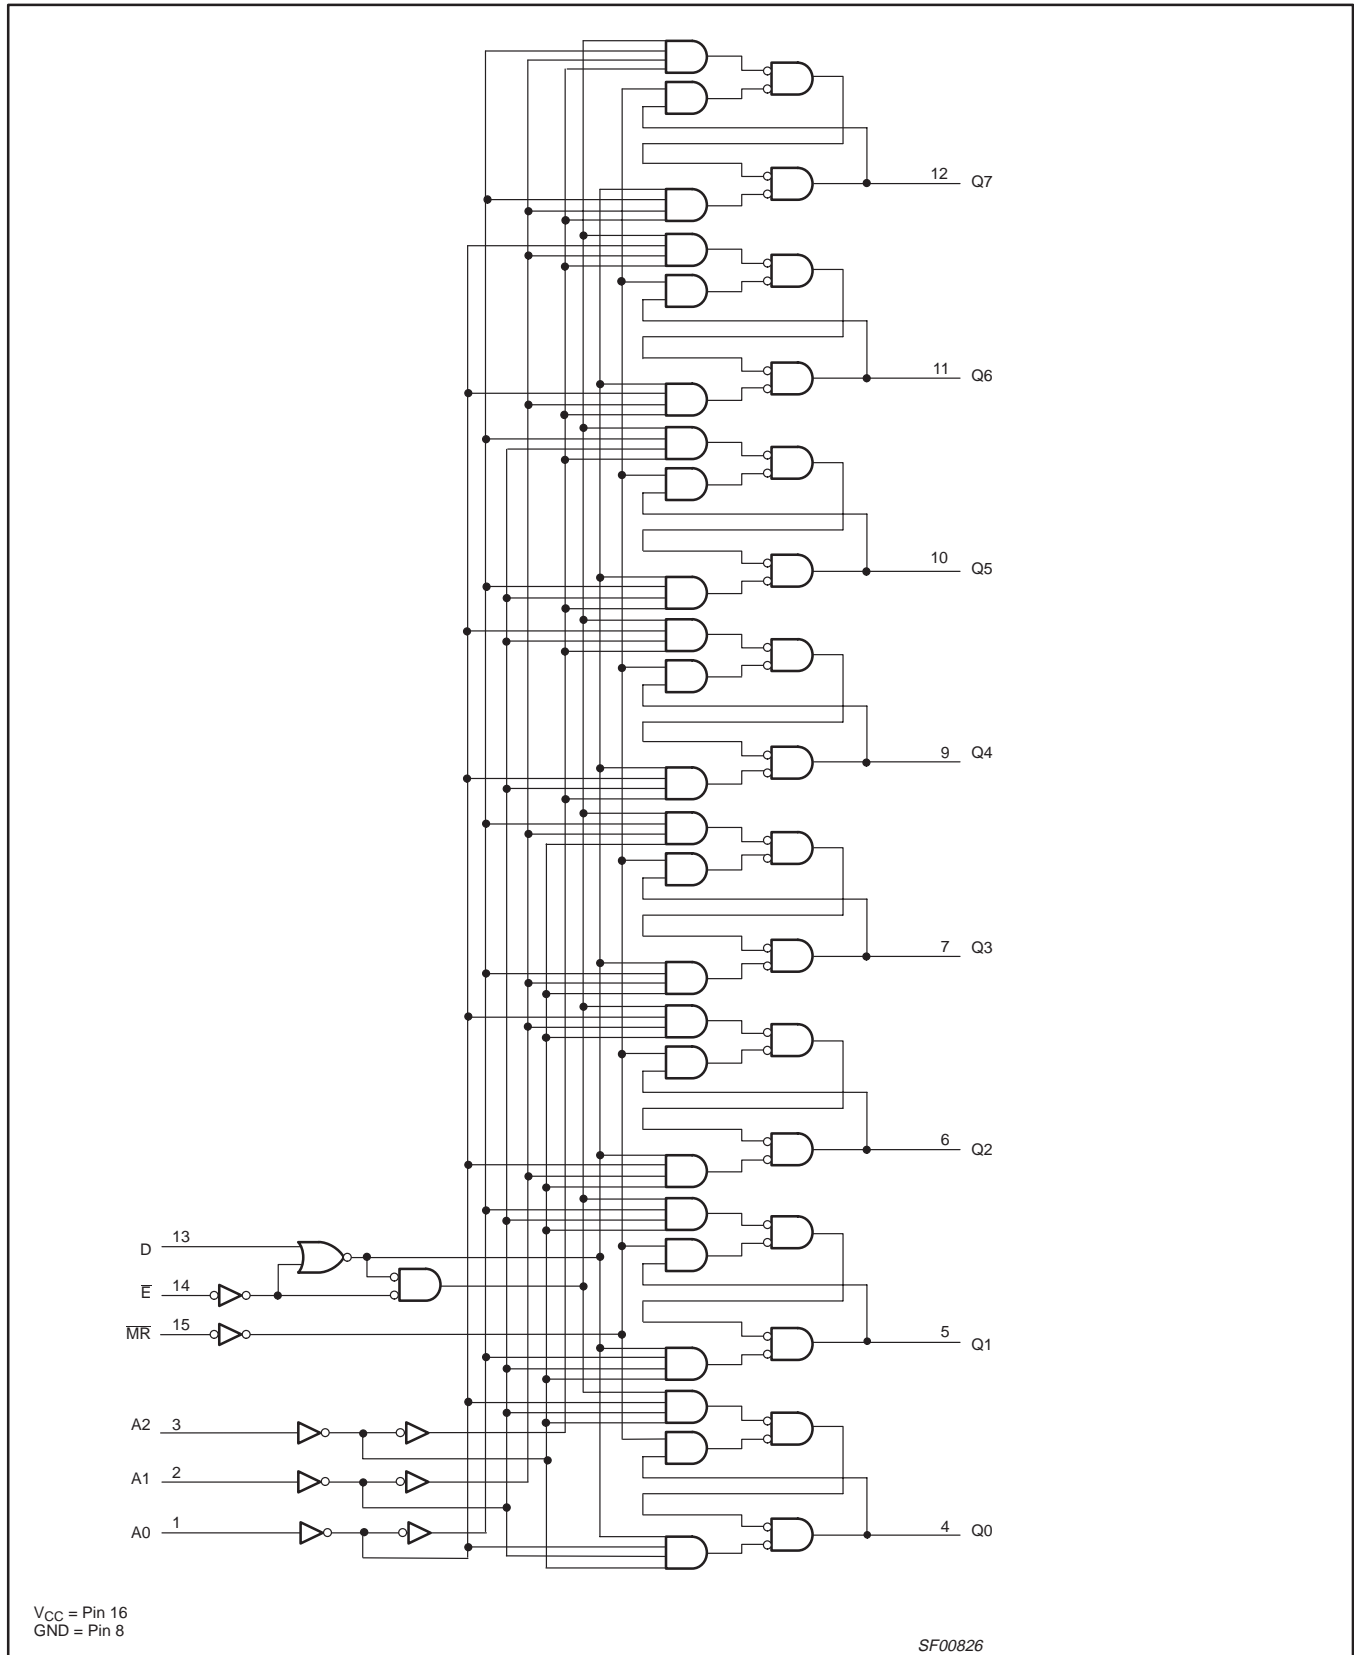 12 Q7
11 Q6
10 Q5
9 Q4
7 Q3
6 Q2
D 13
E̅ 14
M̅R̅ 15
5 Q1
A2 3
A1 2
A0 1
4 Q0
VCC = Pin 16
GND = Pin 8
SF00826